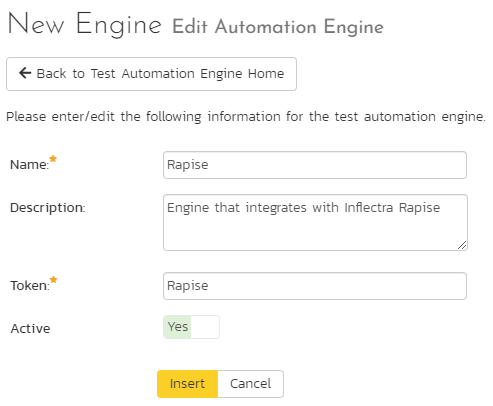 New Engine Edit Automation Engine
Back to Test Automation Engine Home
Please enter/edit the following information for the test automation engine.
Name:* Rapise
Description: Engine that integrates with Inflectra Rapise
Token:* Rapise
Active Yes
Insert Cancel